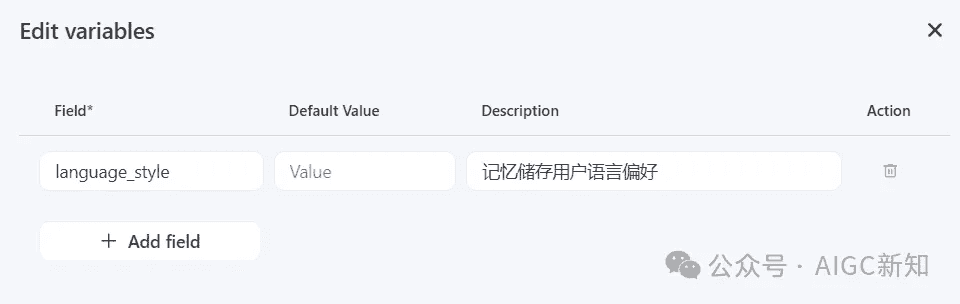 Edit variables
Field* Default Value Description Action
language_style Value 记忆储存用户语言偏好
+ Add field
公众号 · AIGC新知